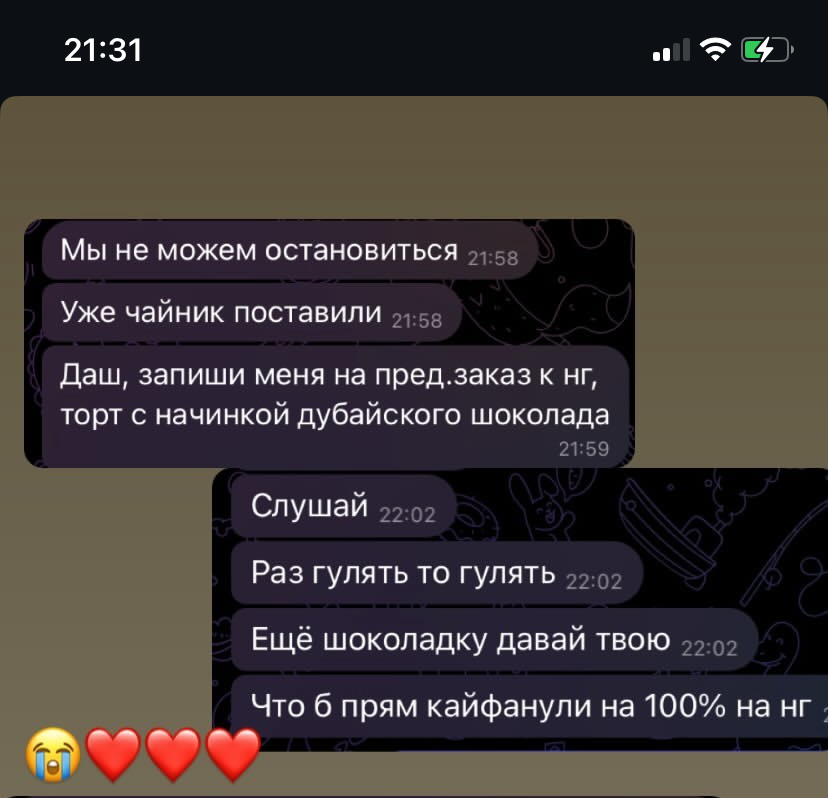 21:31
Мы не можем остановиться 21:58
Уже чайник поставили 21:58
Даш, запиши меня на пред.заказ к нг,
торт с начинкой дубайского шоколада
21:59
Слушай 22:02
Раз гулять то гулять 22:02
Ещё шоколадку давай твою 22:02
Что б прям кайфанули на 100% на нг